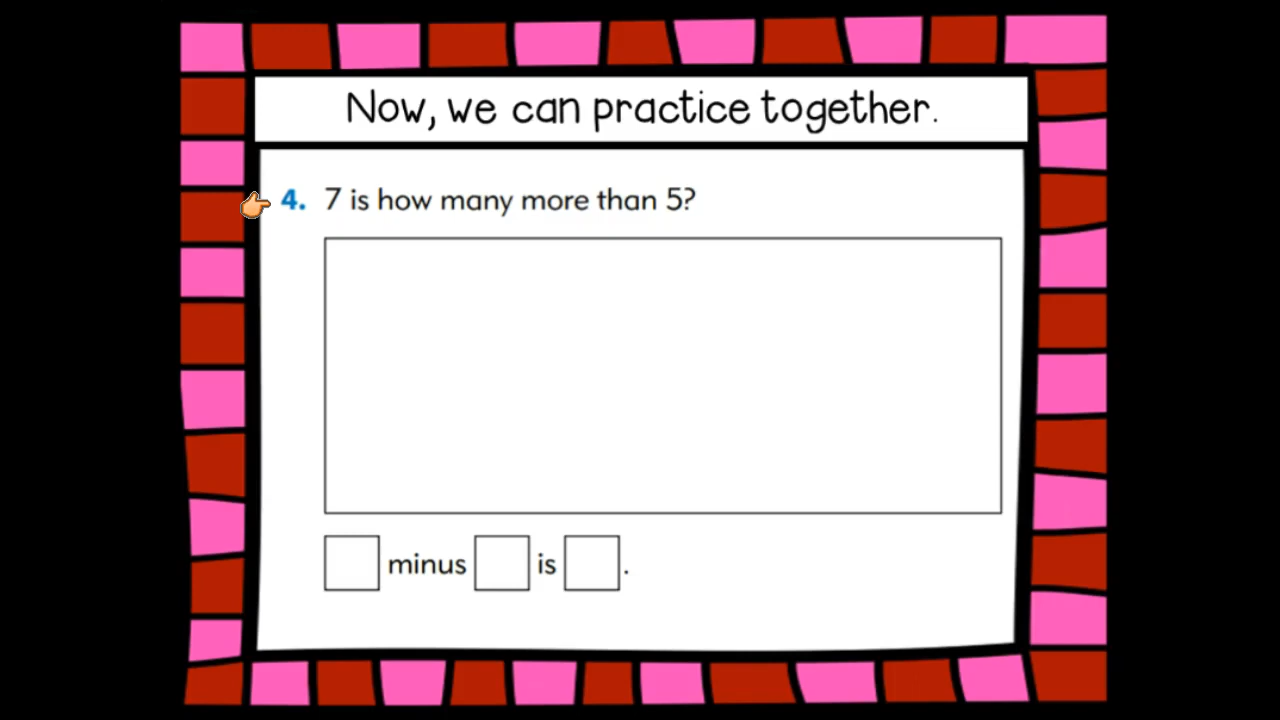 Now, we can practice together.
4. 7 is how many more than 5?
minus is .